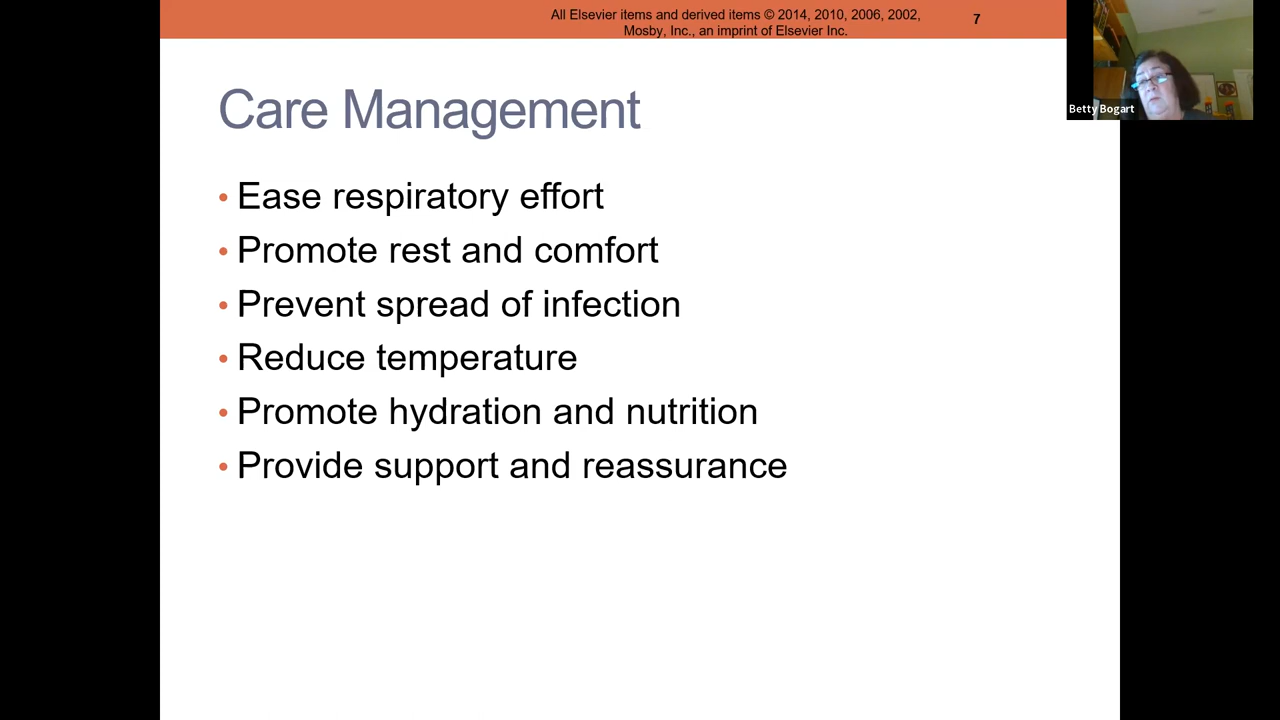 All Elsevier items and derived items © 2014, 2010, 2006, 2002,
Mosby, Inc., an imprint of Elsevier Inc.
7
Betty Bogart
Care Management
• Ease respiratory effort
• Promote rest and comfort
• Prevent spread of infection
• Reduce temperature
• Promote hydration and nutrition
• Provide support and reassurance